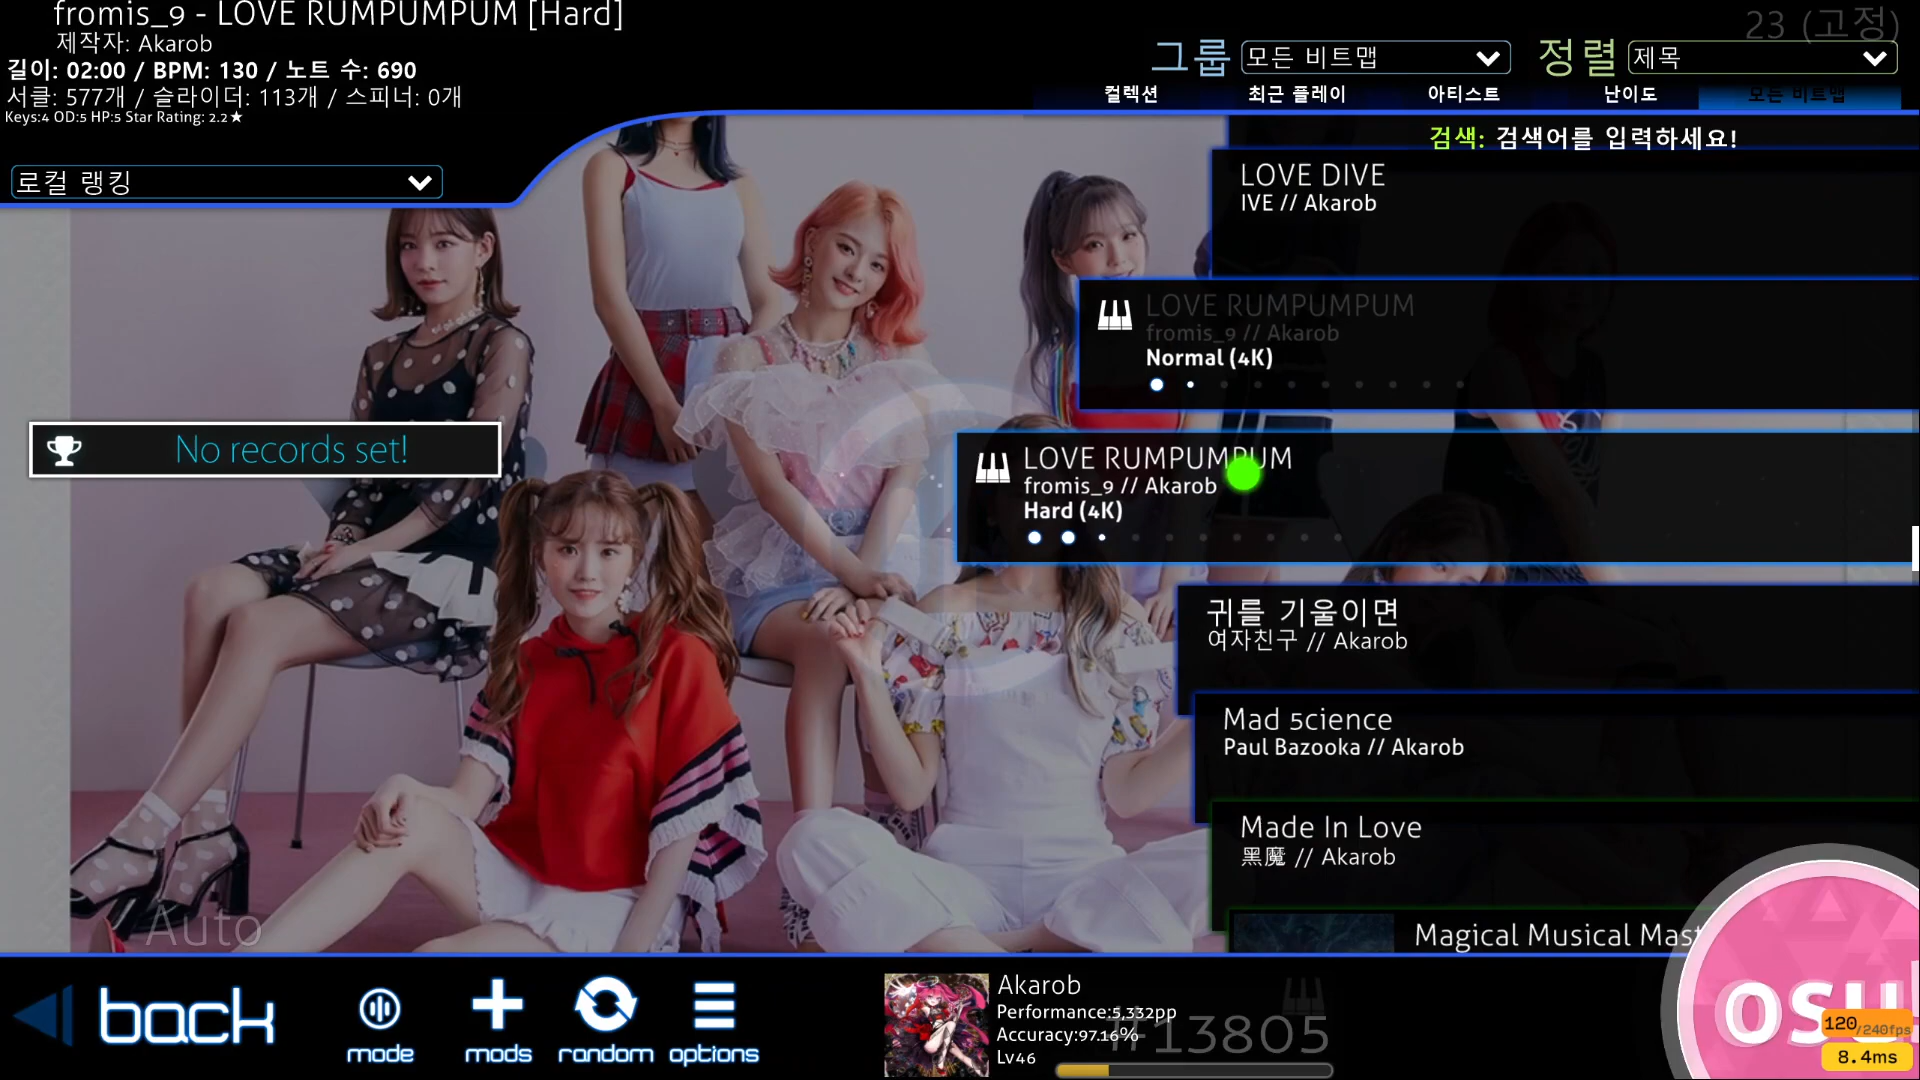 fromis_9 - LOVE RUMPUMPUM [Hard]
제작자: Akarob
길이: 02:00 / BPM: 130 / 노트 수: 690
서클: 577개 / 슬라이더: 113개 / 스피너: 0개
Keys:4 OD:5 HP:5 Star Rating: 2.2★
23 (고정)
그룹 모든 비트맵
정렬 제목
컬렉션 최근 플레이 아티스트 난이도 모든 비트맵
검색: 검색어를 입력하세요!
로컬 랭킹
No records set!
LOVE DIVE
IVE // Akarob
LOVE RUMPUMPUM
fromis_9 // Akarob
Normal (4K)
LOVE RUMPUMPUM
fromis_9 // Akarob
Hard (4K)
귀를 기울이면
여자친구 // Akarob
Mad 5cience
Paul Bazooka // Akarob
Made In Love
黑魔 // Akarob
Magical Musical Mast
Auto
back
mode
mods
random
options
Akarob
Performance:5,332pp
Accuracy:97.16%
Lv46
#13805
osu
120/240fps
8.4ms